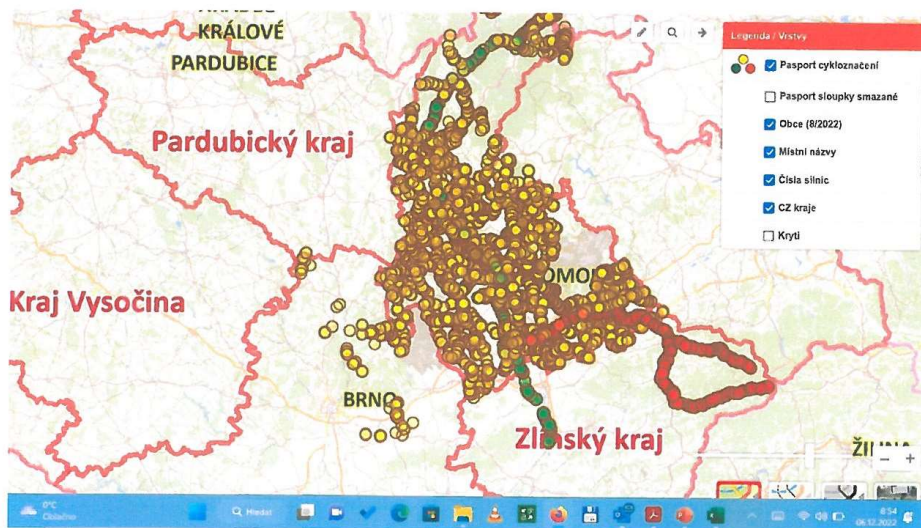 HRADEC
KRÁLOVÉ
PARDUBICE
Pardubický kraj
Kraj Vysočina
BRNO
Zlínský kraj
Legenda / Vrstvy
Pasport cykloznačení
Pasport sloupky smazané
Obce (8/2022)
Místní názvy
Čísla silnic
CZ kraje
Krytí
− +
0°C
Oblačno
Hledat
8:54
06.12.2022